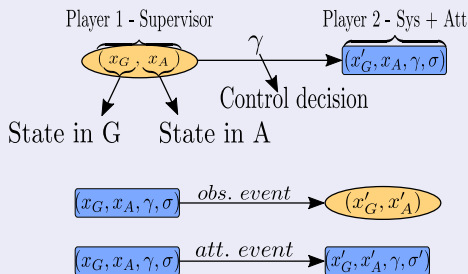 Player 1 - Supervisor
Player 2 - Sys + Att
(x_G, x_A)
γ
(x'_G, x_A, γ, σ)
Control decision
State in G
State in A
(x_G, x_A, γ, σ)
obs. event
(x'_G, x'_A)
(x_G, x_A, γ, σ)
att. event
(x'_G, x'_A, γ, σ')